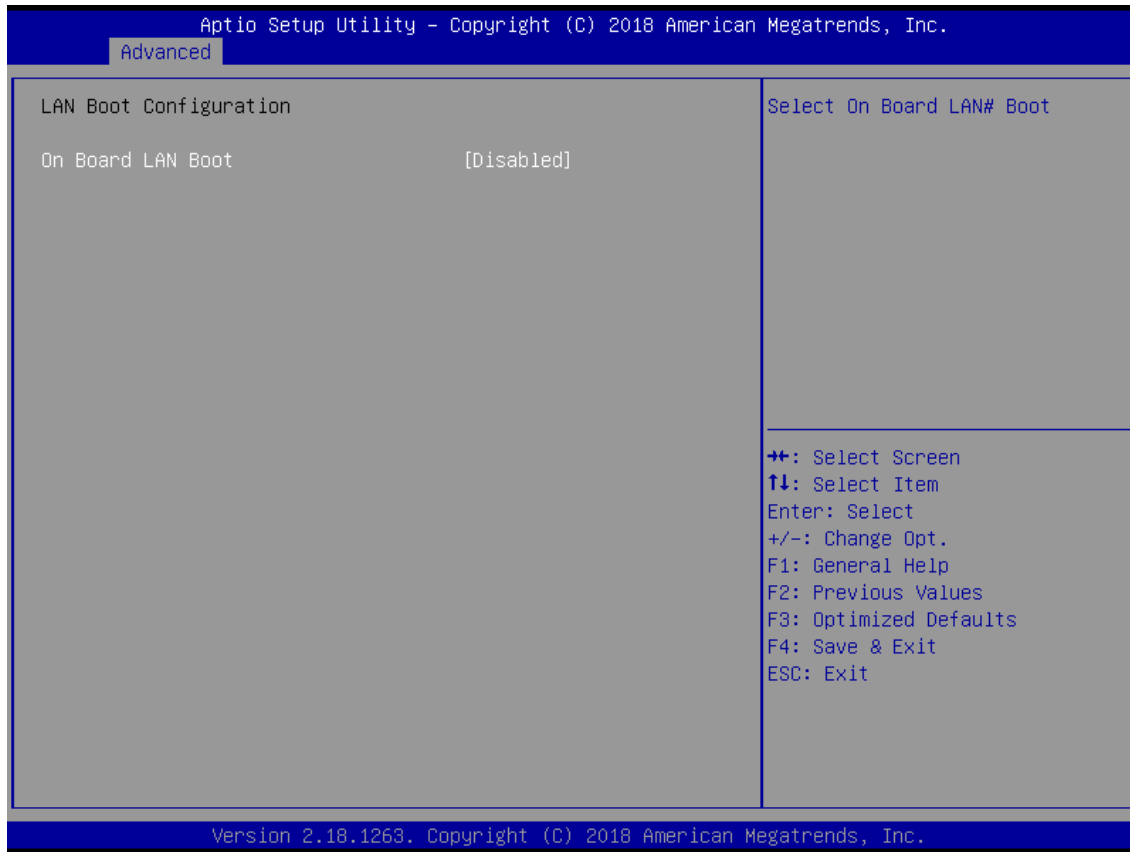 Aptio Setup Utility – Copyright (C) 2018 American Megatrends, Inc.
Advanced
LAN Boot Configuration
On Board LAN Boot [Disabled]
Select On Board LAN# Boot
→←: Select Screen
↑↓: Select Item
Enter: Select
+/-: Change Opt.
F1: General Help
F2: Previous Values
F3: Optimized Defaults
F4: Save & Exit
ESC: Exit
Version 2.18.1263. Copyright (C) 2018 American Megatrends, Inc.